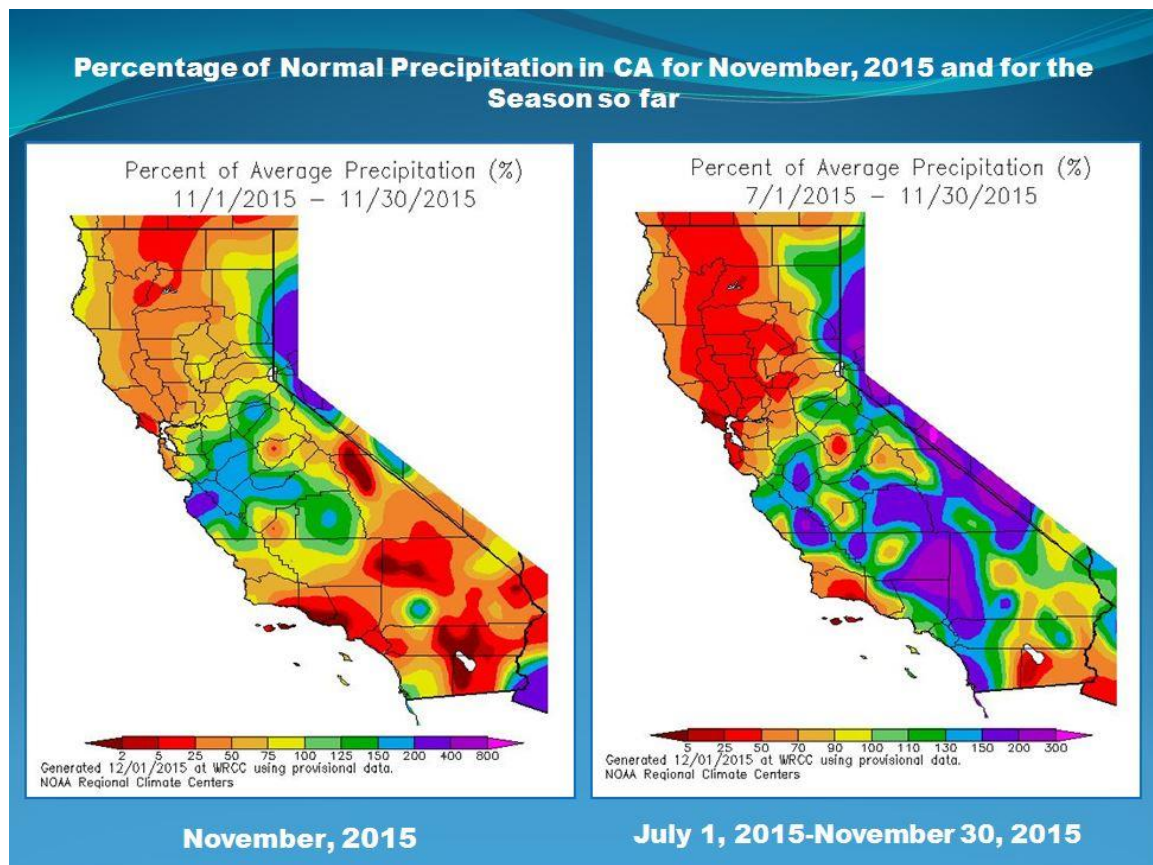 Percentage of Normal Precipitation in CA for November, 2015 and for the
Season so far
Percent of Average Precipitation (%)
11/1/2015 – 11/30/2015
2 5 25 50 75 100 125 150 200 400 800
Generated 12/01/2015 at WRCC using provisional data.
NOAA Regional Climate Centers
November, 2015
Percent of Average Precipitation (%)
7/1/2015 – 11/30/2015
5 25 50 70 90 100 110 130 150 200 300
Generated 12/01/2015 at WRCC using provisional data.
NOAA Regional Climate Centers
July 1, 2015-November 30, 2015